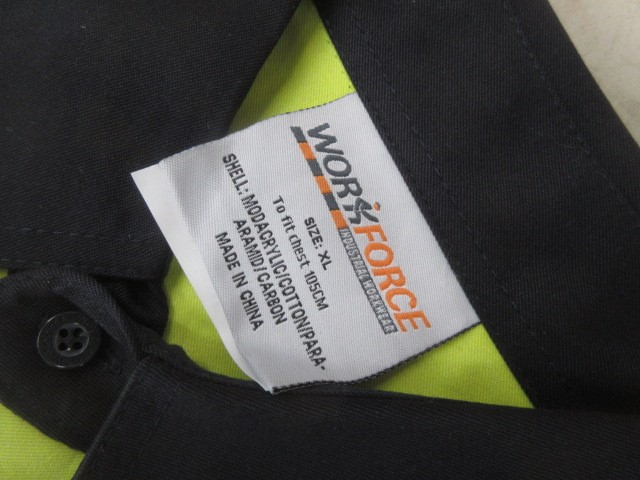 WORKFORCE
INDUSTRIAL WORKWEAR
SIZE: XL
To fit chest 105CM
SHELL: MODACRYLIC/COTTON/PARA-
ARAMID/CARBON
MADE IN CHINA